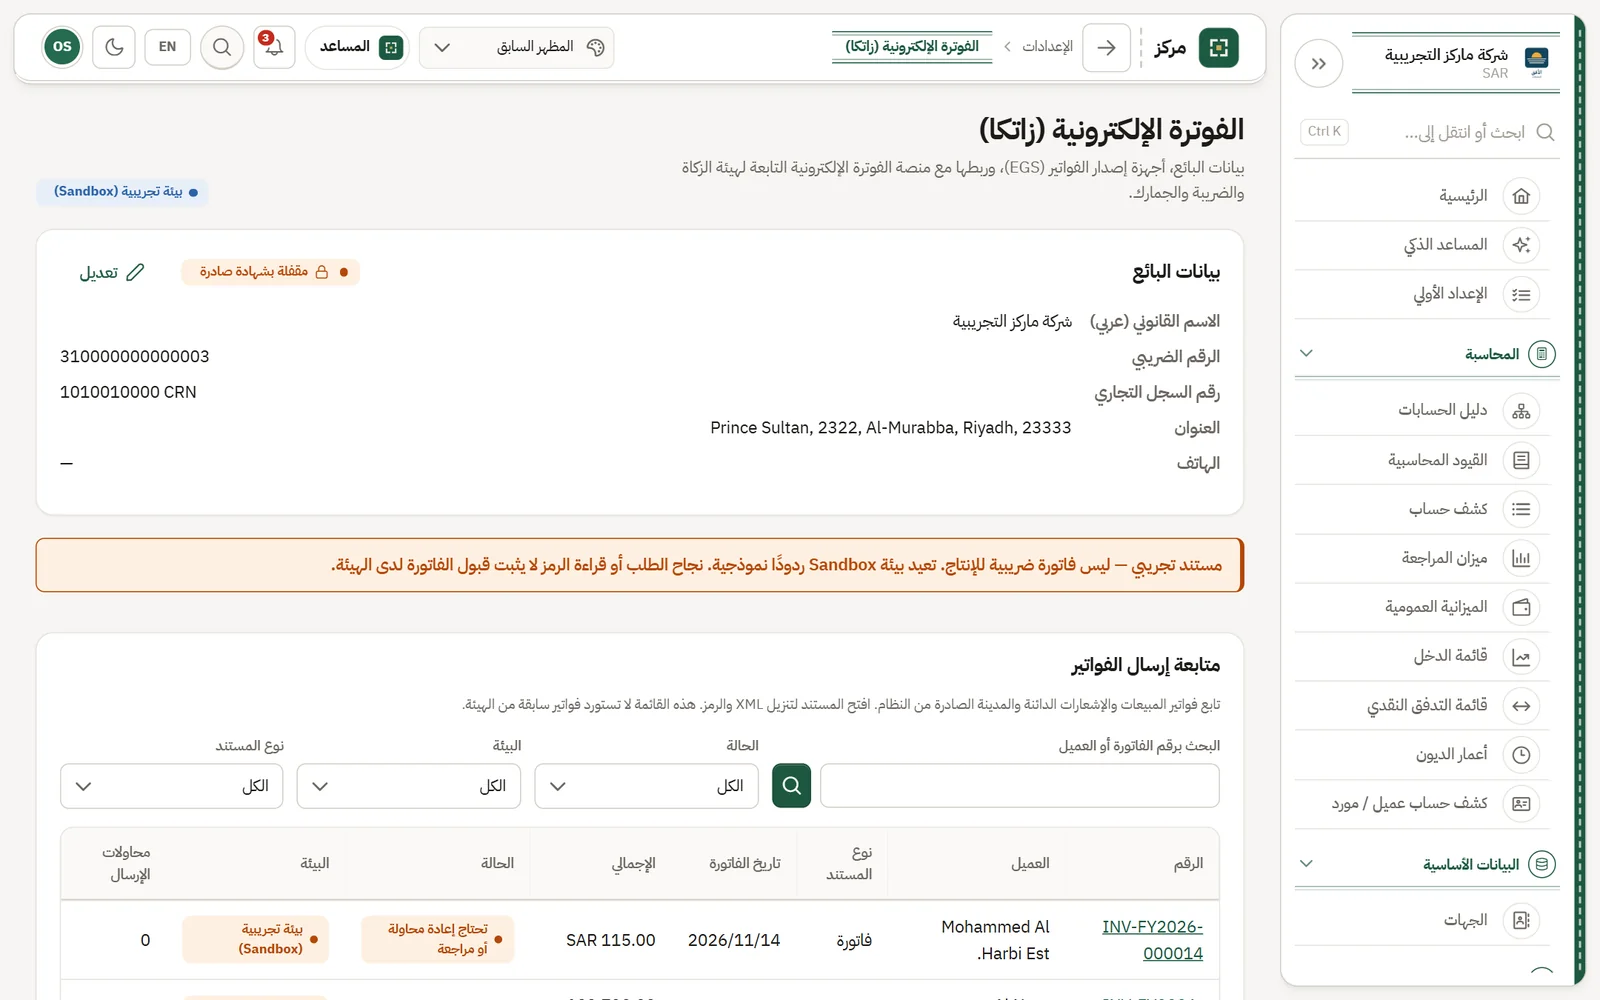 شركة ماركز التجريبية
SAR
ابحث أو انتقل إلى...
Ctrl K
الرئيسية
المساعد الذكي
الإعداد الأولي
المحاسبة
دليل الحسابات
القيود المحاسبية
كشف حساب
ميزان المراجعة
الميزانية العمومية
قائمة الدخل
قائمة التدفق النقدي
أعمار الديون
كشف حساب عميل / مورد
البيانات الأساسية
الجهات
مركز
الإعدادات
الفوترة الإلكترونية (زاتكا)
المظهر السابق
المساعد
3
EN
OS
الفوترة الإلكترونية (زاتكا)
بيانات البائع، أجهزة إصدار الفواتير (EGS)، وربطها مع منصة الفوترة الإلكترونية التابعة لهيئة الزكاة
والضريبة والجمارك.
بيئة تجريبية (Sandbox)
بيانات البائع
مقفلة بشهادة صادرة
تعديل
الاسم القانوني (عربي) شركة ماركز التجريبية
الرقم الضريبي 310000000000003
رقم السجل التجاري 1010010000 CRN
العنوان Prince Sultan, 2322, Al-Murabba, Riyadh, 23333
الهاتف —
مستند تجريبي — ليس فاتورة ضريبية للإنتاج. تعيد بيئة Sandbox ردودًا نموذجية. نجاح الطلب أو قراءة الرمز لا يثبت قبول الفاتورة لدى الهيئة.
متابعة إرسال الفواتير
تابع فواتير المبيعات والإشعارات الدائنة والمدينة الصادرة من النظام. افتح المستند لتنزيل XML والرمز. هذه القائمة لا تستورد فواتير سابقة من الهيئة.
البحث برقم الفاتورة أو العميل
الحالة
البيئة
نوع المستند
الكل
الكل
الكل
الرقم
العميل
نوع
المستند
تاريخ الفاتورة
الإجمالي
الحالة
البيئة
محاولات
الإرسال
INV-FY2026-
000014
Mohammed Al
Harbi Est.
فاتورة
2026/11/14
SAR 115.00
تحتاج إعادة محاولة
أو مراجعة
بيئة تجريبية
(Sandbox)
0